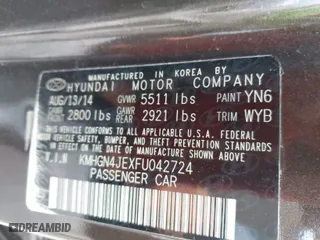 MANUFACTURED IN KOREA BY
HYUNDAI MOTOR COMPANY
AUG/13/14 GVWR 5511 lbs PAINT YN6
GAWR FRONT 2800 lbs GAWR REAR 2921 lbs TRIM WYB
THIS VEHICLE CONFORMS TO ALL APPLICABLE
FEDERAL MOTOR VEHICLE SAFETY, BUMPER, AND
THEFT PREVENTION STANDARDS IN EFFECT ON
THE DATE OF MANUFACTURE SHOWN ABOVE.
V.I.N KMHGN4JEXFU042724
PASSENGER CAR
DREAMBID